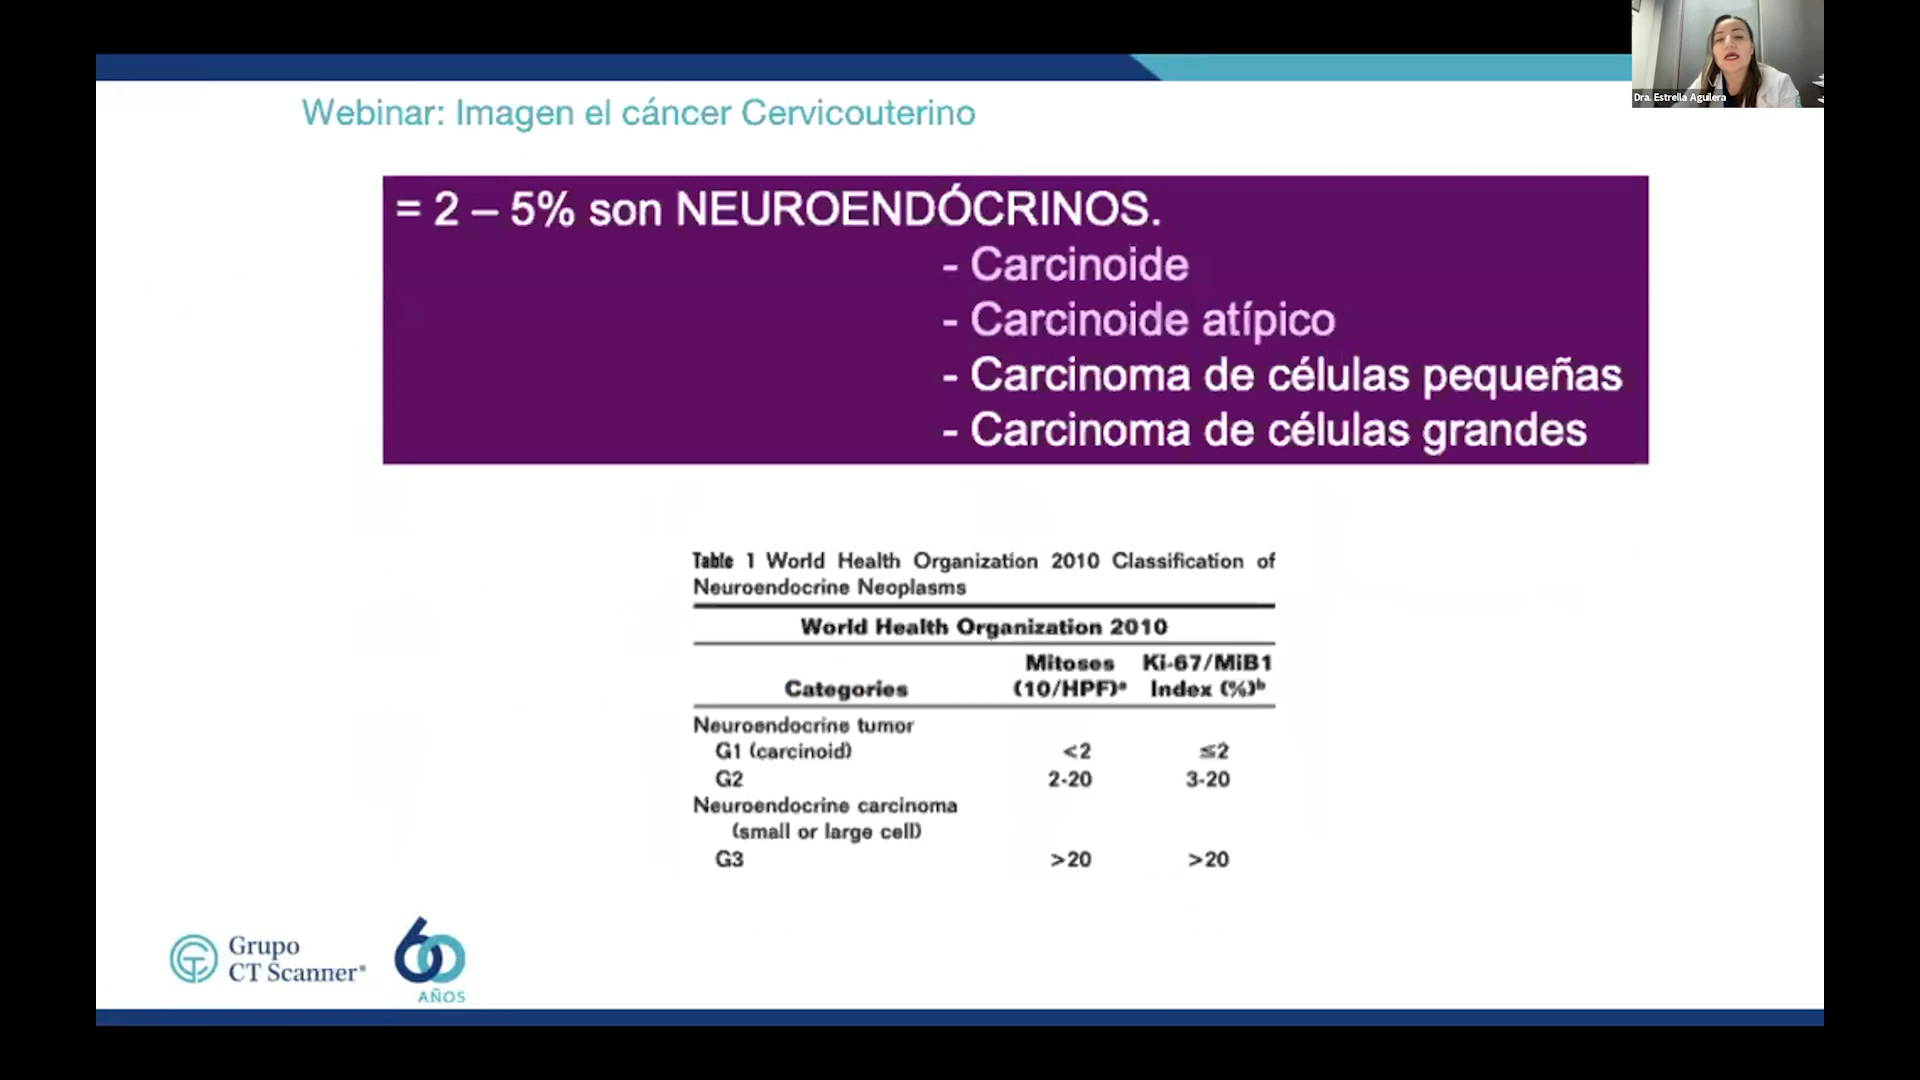 Dra. Estrella Aguilera
Webinar: Imagen el cáncer Cervicouterino
= 2 – 5% son NEUROENDÓCRINOS.
- Carcinoide
- Carcinoide atípico
- Carcinoma de células pequeñas
- Carcinoma de células grandes
Table 1 World Health Organization 2010 Classification of
Neuroendocrine Neoplasms
World Health Organization 2010
Mitoses Ki-67/MiB1
Categories (10/HPF)ᵃ Index (%)ᵇ
Neuroendocrine tumor
G1 (carcinoid) <2 ≤2
G2 2-20 3-20
Neuroendocrine carcinoma
(small or large cell)
G3 >20 >20
Grupo
CT Scanner®
60
AÑOS